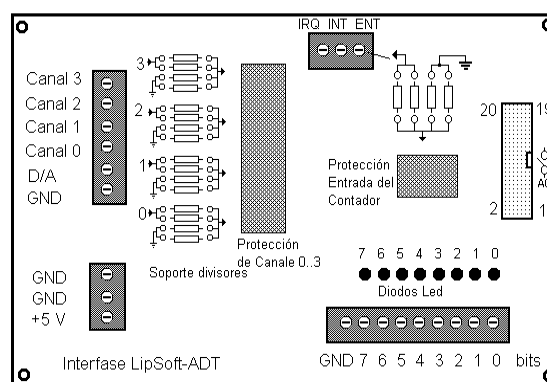 IRQ INT ENT
3
Canal 3
Canal 2
Canal 1
Canal 0
D/A
GND
2
1
0
20
19
2
1
Protección
Entrada del
Contador
Protección
de Canale 0..3
Soporte divisores
7 6 5 4 3 2 1 0
Diodos Led
GND
GND
+5 V
GND 7 6 5 4 3 2 1 0 bits
Interfase LipSoft-ADT